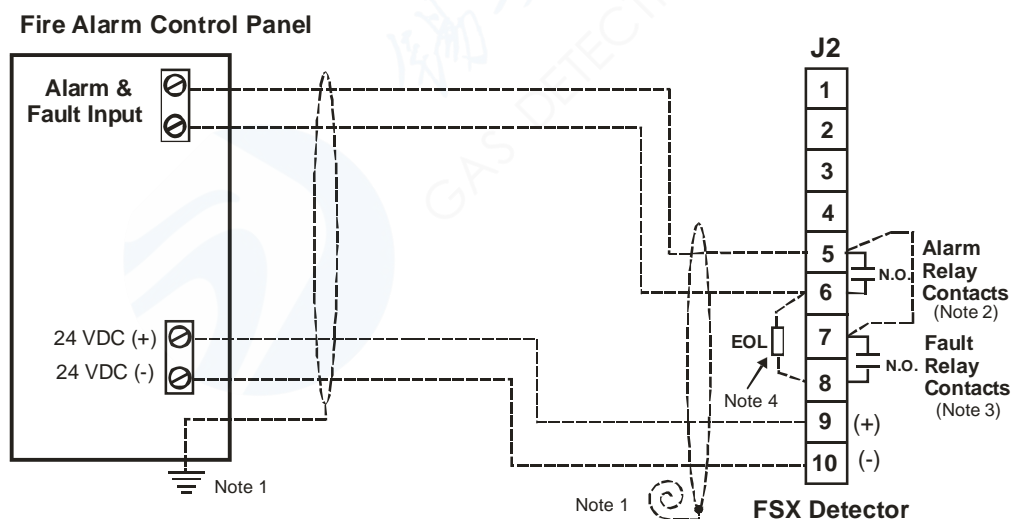 Fire Alarm Control Panel
Alarm &
Fault Input
24 VDC (+)
24 VDC (-)
Note 1
GAS DETECTI
J2
1
2
3
4
5
6
7
8
9
10
(+)
(-)
N.O.
Alarm
Relay
Contacts
(Note 2)
N.O.
Fault
Relay
Contacts
(Note 3)
EOL
Note 4
Note 1
FSX Detector